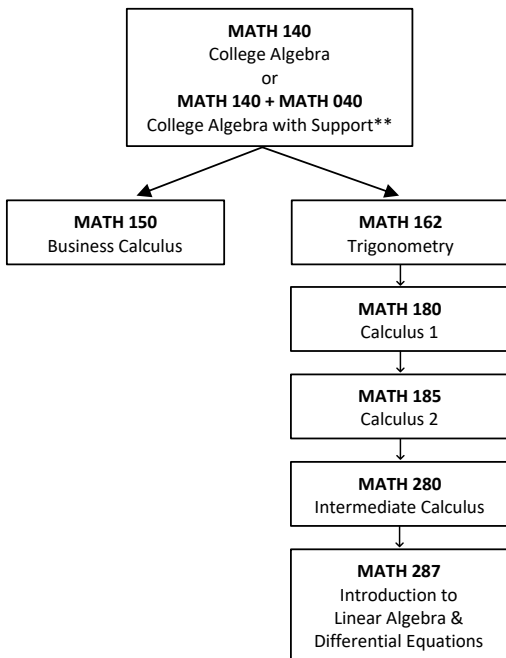 MATH 140
College Algebra
or
MATH 140 + MATH 040
College Algebra with Support**
MATH 150
Business Calculus
MATH 162
Trigonometry
MATH 180
Calculus 1
MATH 185
Calculus 2
MATH 280
Intermediate Calculus
MATH 287
Introduction to
Linear Algebra &
Differential Equations